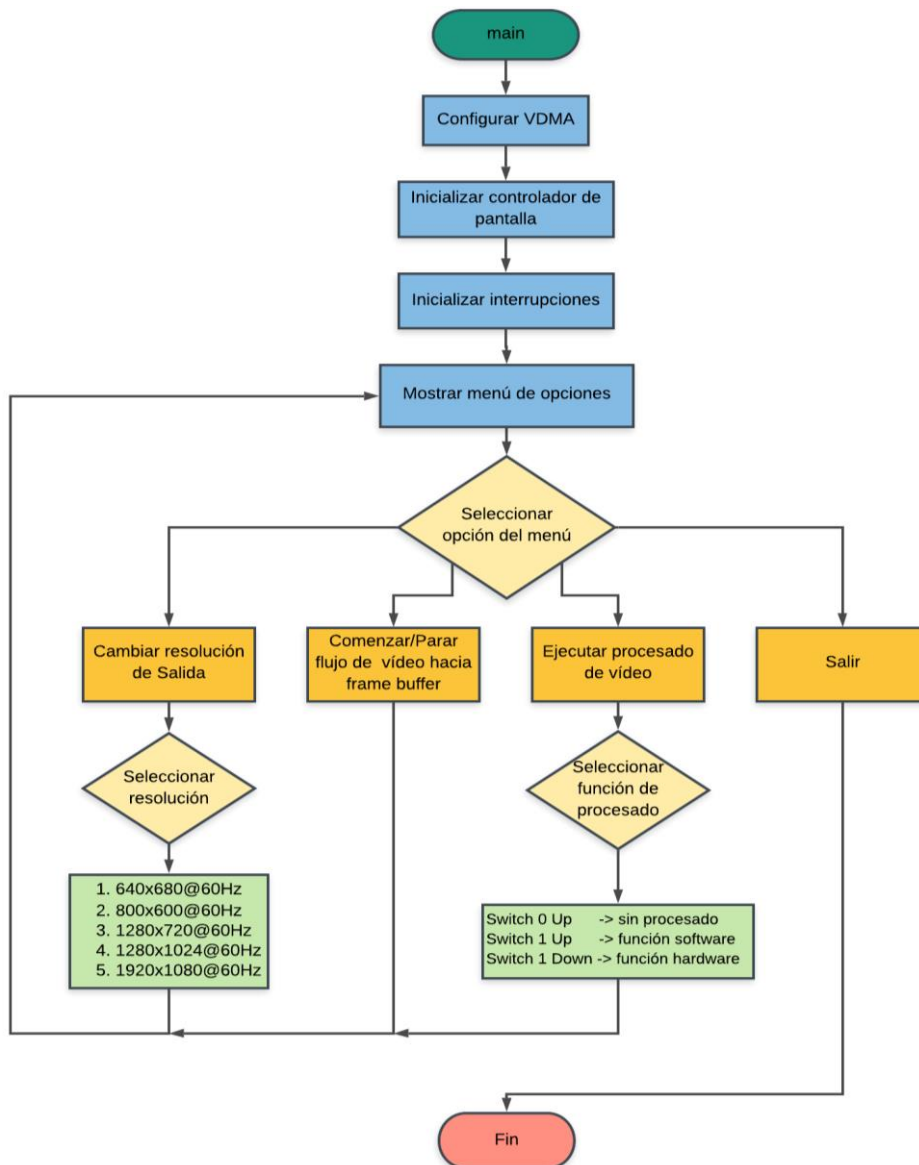 main
Configurar VDMA
Inicializar controlador de
pantalla
Inicializar interrupciones
Mostrar menú de opciones
Seleccionar
opción del menú
Cambiar resolución
de Salida
Comenzar/Parar
flujo de vídeo hacia
frame buffer
Ejecutar procesado
de vídeo
Salir
Seleccionar
resolución
Seleccionar
función de
procesado
1. 640x680@60Hz
2. 800x600@60Hz
3. 1280x720@60Hz
4. 1280x1024@60Hz
5. 1920x1080@60Hz
Switch 0 Up -> sin procesado
Switch 1 Up -> función software
Switch 1 Down -> función hardware
Fin